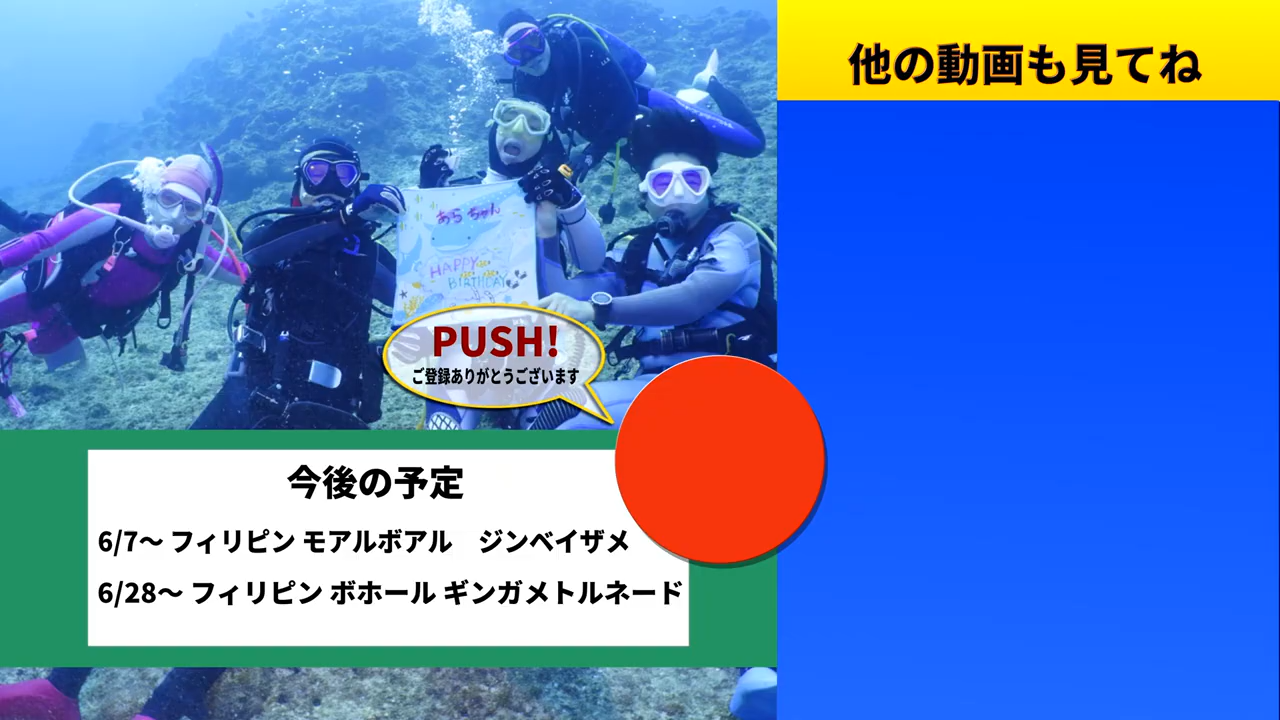 他の動画も見てね
あらちゃん
HAPPY
BIRTHDAY
PUSH!
ご登録ありがとうございます
今後の予定
6/7～ フィリピン モアルボアル　ジンベイザメ
6/28～ フィリピン ボホール ギンガメトルネード